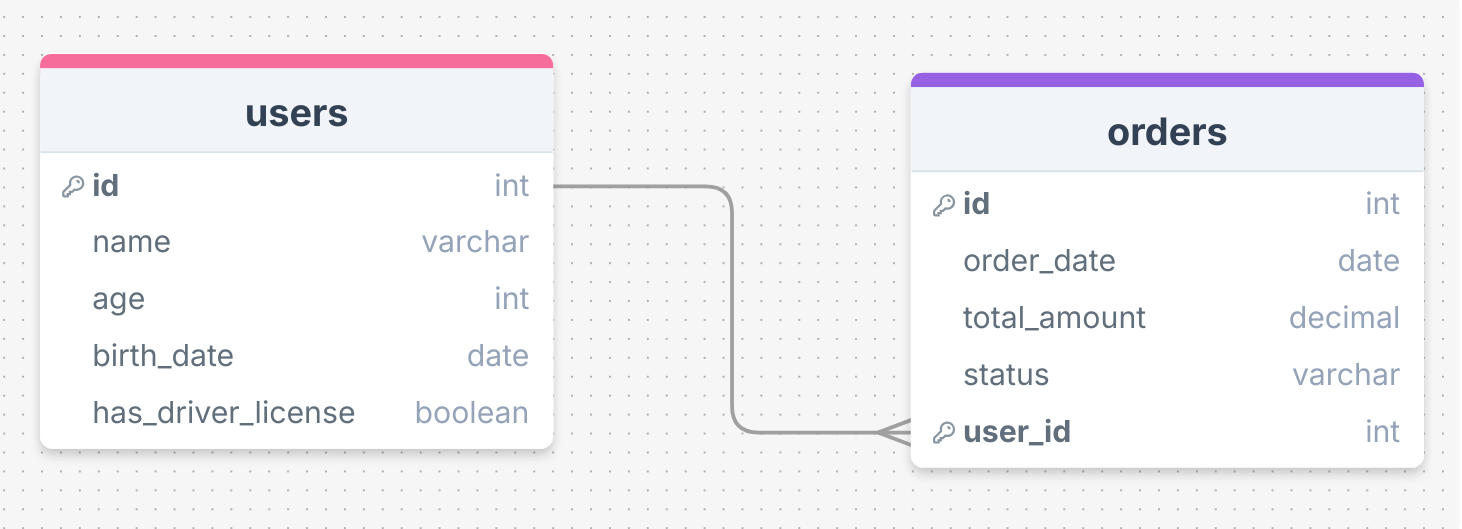 users
id int
name varchar
age int
birth_date date
has_driver_license boolean
orders
id int
order_date date
total_amount decimal
status varchar
user_id int